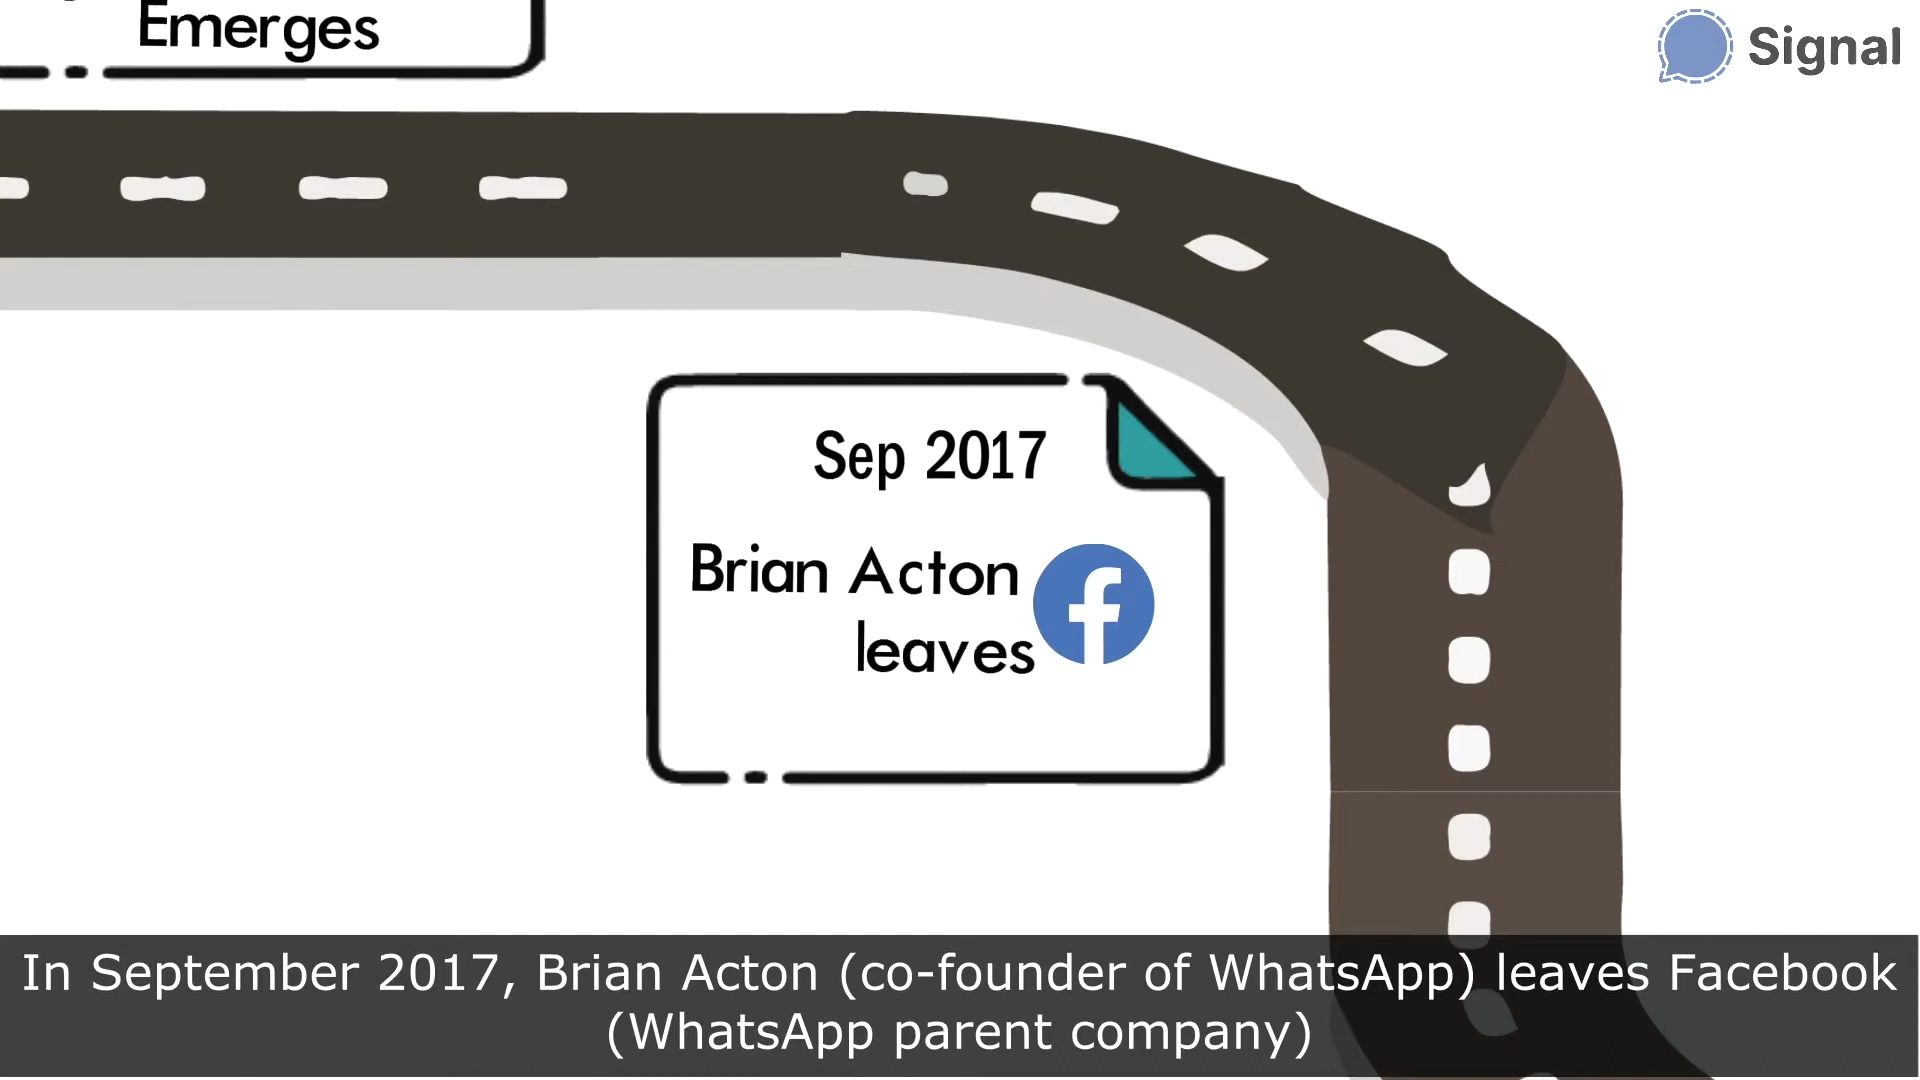 Emerges
Signal
Sep 2017
Brian Acton
leaves
In September 2017, Brian Acton (co-founder of WhatsApp) leaves Facebook
(WhatsApp parent company)